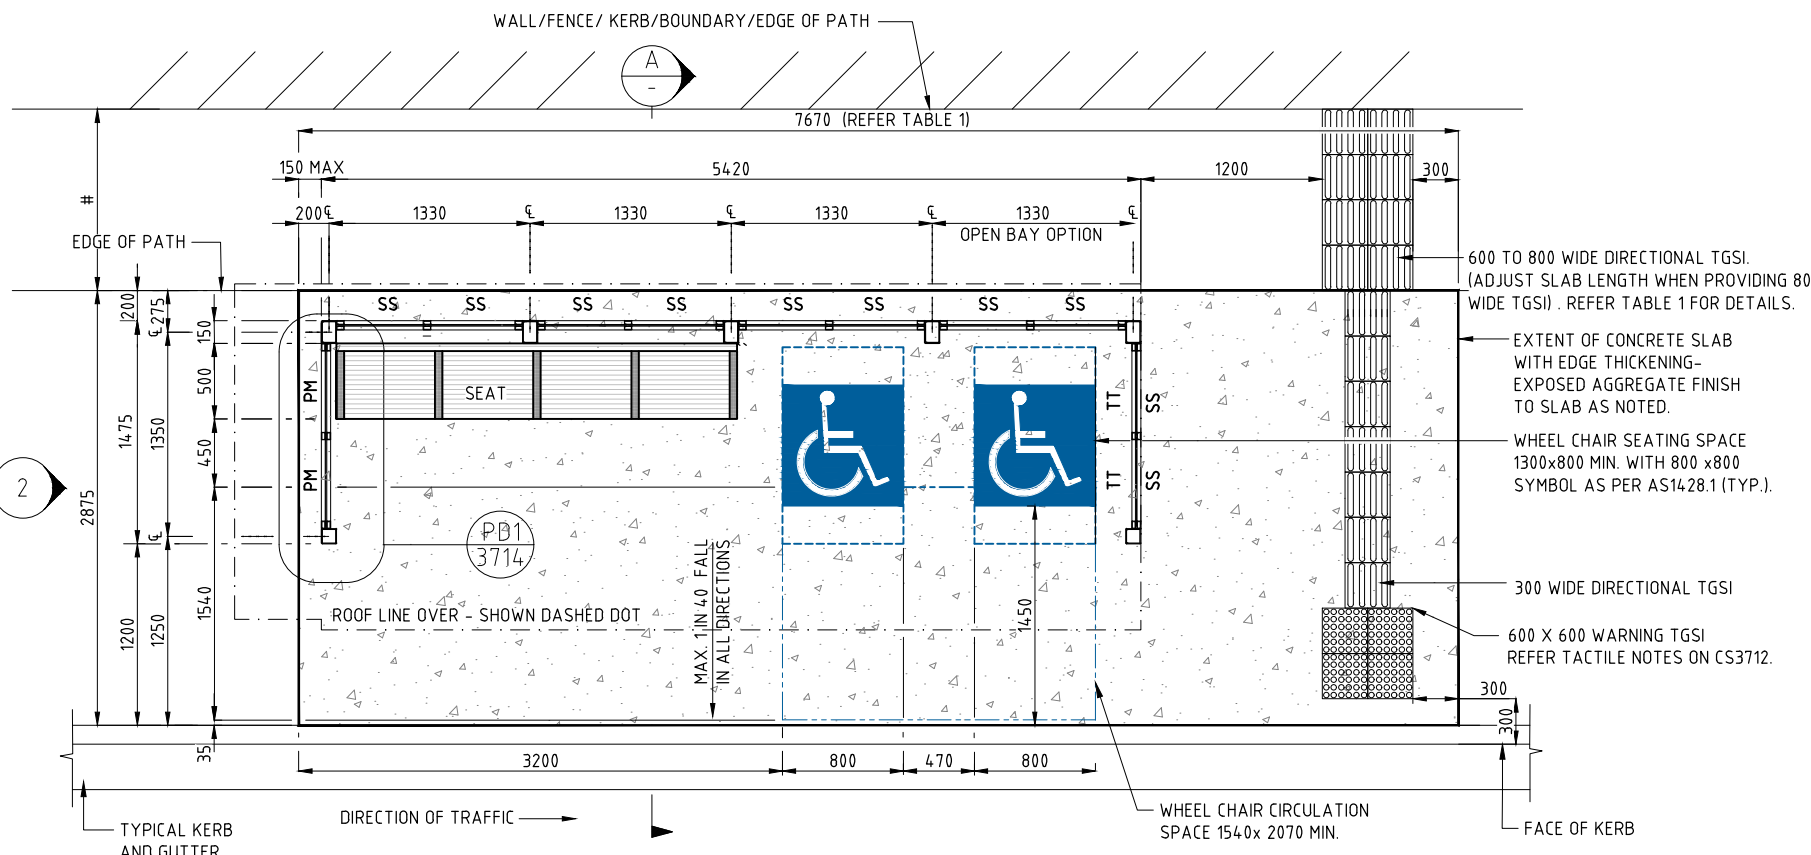 WALL/FENCE/ KERB/BOUNDARY/EDGE OF PATH
A
-
7670 (REFER TABLE 1)
150 MAX
5420
1200
300
#
200
℄
1330
℄
1330
℄
1330
℄
1330
℄
OPEN BAY OPTION
EDGE OF PATH
600 TO 800 WIDE DIRECTIONAL TGSI.
(ADJUST SLAB LENGTH WHEN PROVIDING 80
WIDE TGSI) . REFER TABLE 1 FOR DETAILS.
SS SS SS SS SS SS SS SS
200
275
150
℄
500
1475
1350
450
2875
℄
1540
1200
1250
35
EXTENT OF CONCRETE SLAB
WITH EDGE THICKENING-
EXPOSED AGGREGATE FINISH
TO SLAB AS NOTED.
PM
PM
SEAT
TT
SS
TT
SS
WHEEL CHAIR SEATING SPACE
1300x800 MIN. WITH 800 x800
SYMBOL AS PER AS1428.1 (TYP.).
2
PD1
3714
MAX. 1 IN 40 FALL
IN ALL DIRECTIONS
1450
ROOF LINE OVER - SHOWN DASHED DOT
300 WIDE DIRECTIONAL TGSI
600 X 600 WARNING TGSI
REFER TACTILE NOTES ON CS3712.
300
300
3200
800
470
800
DIRECTION OF TRAFFIC
WHEEL CHAIR CIRCULATION
SPACE 1540x 2070 MIN.
FACE OF KERB
TYPICAL KERB
AND GUTTER